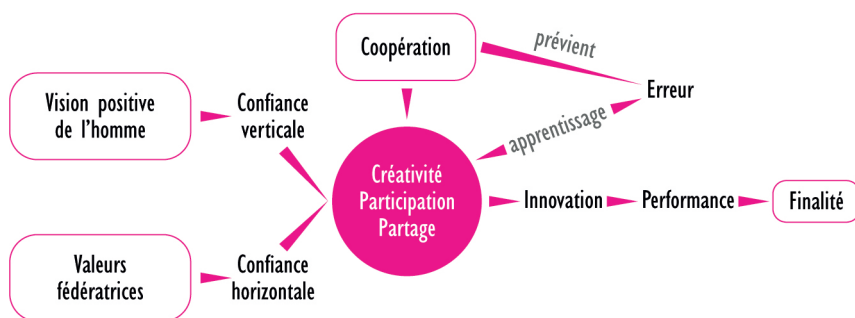 Coopération
prévient
Erreur
Vision positive
de l'homme
Confiance
verticale
apprentissage
Créativité
Participation
Partage
Innovation
Performance
Finalité
Valeurs
fédératrices
Confiance
horizontale